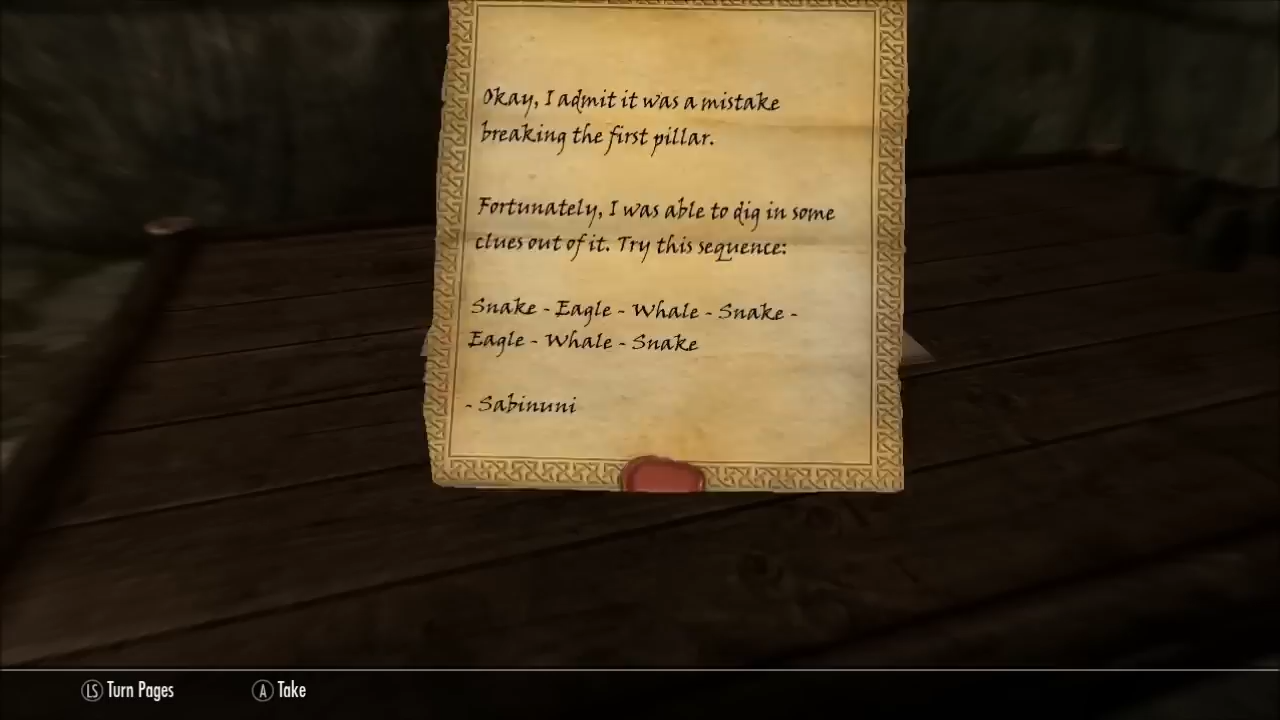 Okay, I admit it was a mistake
breaking the first pillar.
Fortunately, I was able to dig in some
clues out of it. Try this sequence:
Snake - Eagle - Whale - Snake -
Eagle - Whale - Snake
- Sabinuni
LS Turn Pages
A Take